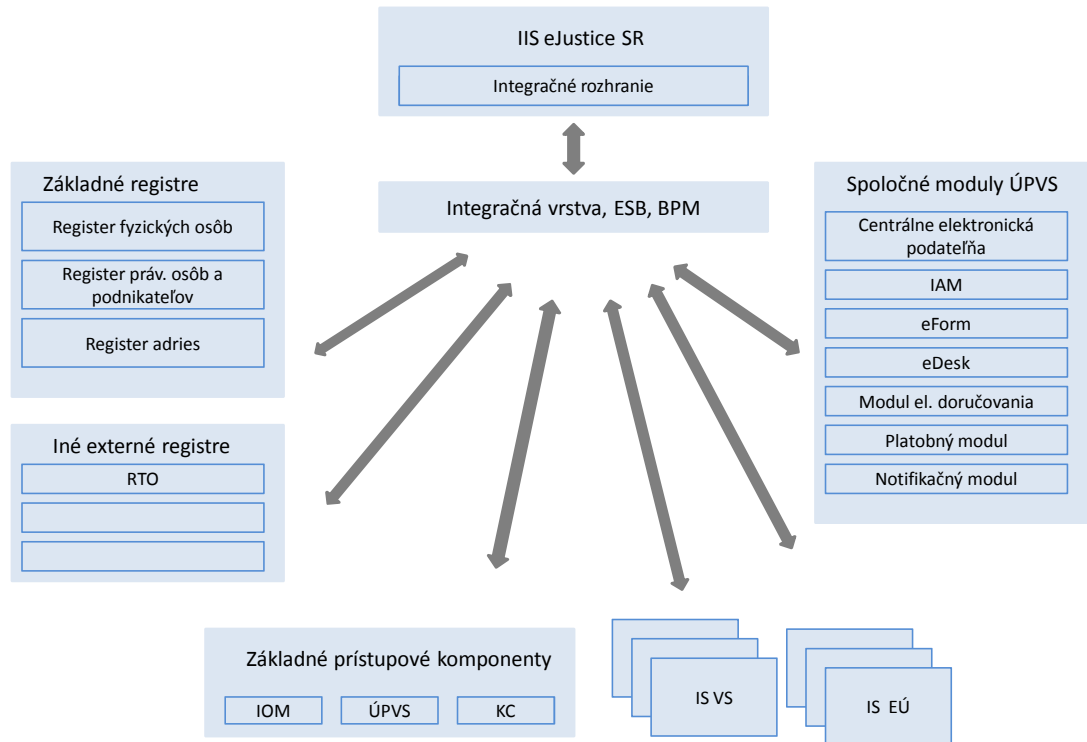 IIS eJustice SR
Integračné rozhranie
Integračná vrstva, ESB, BPM
Základné registre
Register fyzických osôb
Register práv. osôb a
podnikateľov
Register adries
Iné externé registre
RTO
Spoločné moduly ÚPVS
Centrálne elektronická
podateľňa
IAM
eForm
eDesk
Modul el. doručovania
Platobný modul
Notifikačný modul
Základné prístupové komponenty
IOM
ÚPVS
KC
IS VS
IS EÚ